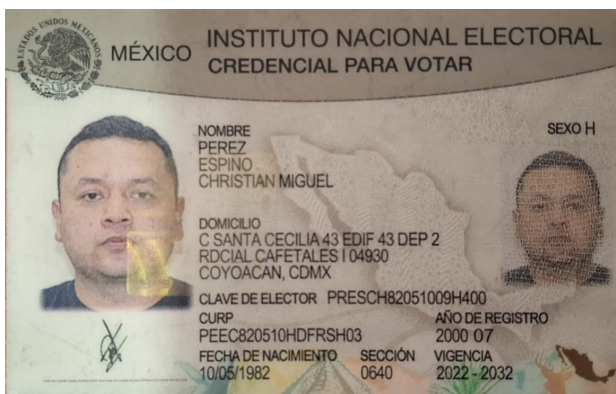 ESTADOS UNIDOS MEXICANOS
MÉXICO
INSTITUTO NACIONAL ELECTORAL
CREDENCIAL PARA VOTAR
NOMBRE
SEXO H
PEREZ
ESPINO
CHRISTIAN MIGUEL
DOMICILIO
C SANTA CECILIA 43 EDIF 43 DEP 2
RDCIAL CAFETALES I 04930
COYOACAN, CDMX
CLAVE DE ELECTOR PRESCH82051009H400
CURP AÑO DE REGISTRO
PEEC820510HDFRSH03 2000 07
FECHA DE NACIMIENTO SECCIÓN VIGENCIA
10/05/1982 0640 2022 - 2032